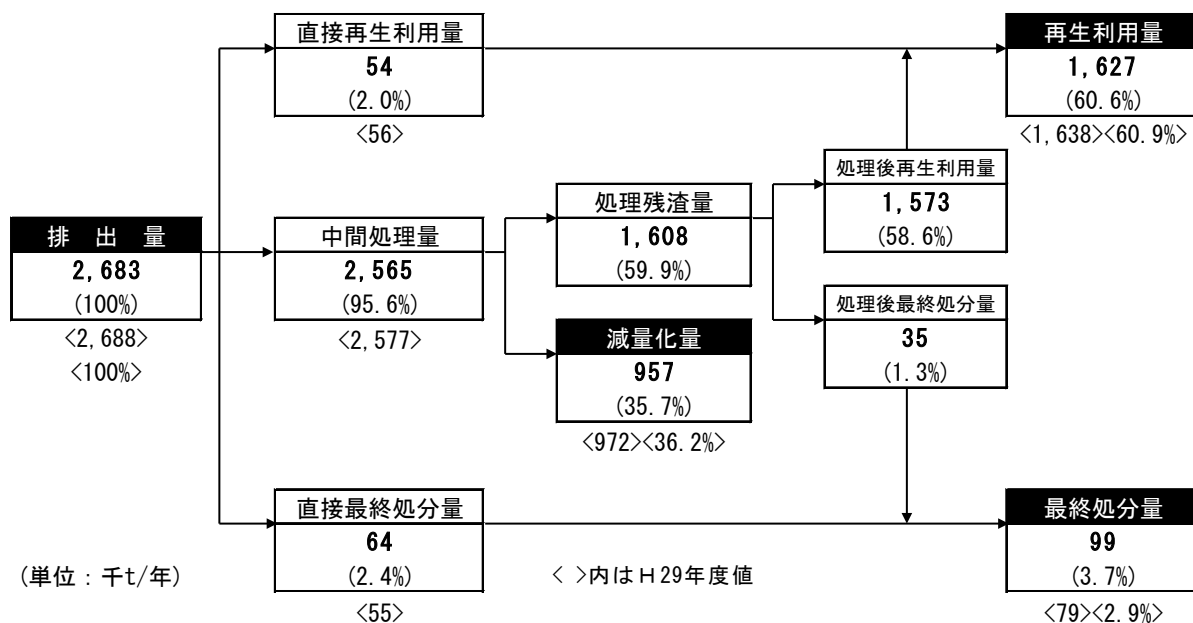 直接再生利用量
54
(2.0%)
<56>
再生利用量
1,627
(60.6%)
<1,638><60.9%>
処理後再生利用量
1,573
(58.6%)
処理残渣量
1,608
(59.9%)
排出量
2,683
(100%)
<2,688>
<100%>
中間処理量
2,565
(95.6%)
<2,577>
処理後最終処分量
35
(1.3%)
減量化量
957
(35.7%)
<972><36.2%>
直接最終処分量
64
(2.4%)
<55>
最終処分量
99
(3.7%)
<79><2.9%>
(単位：千t/年)
< >内はH29年度値